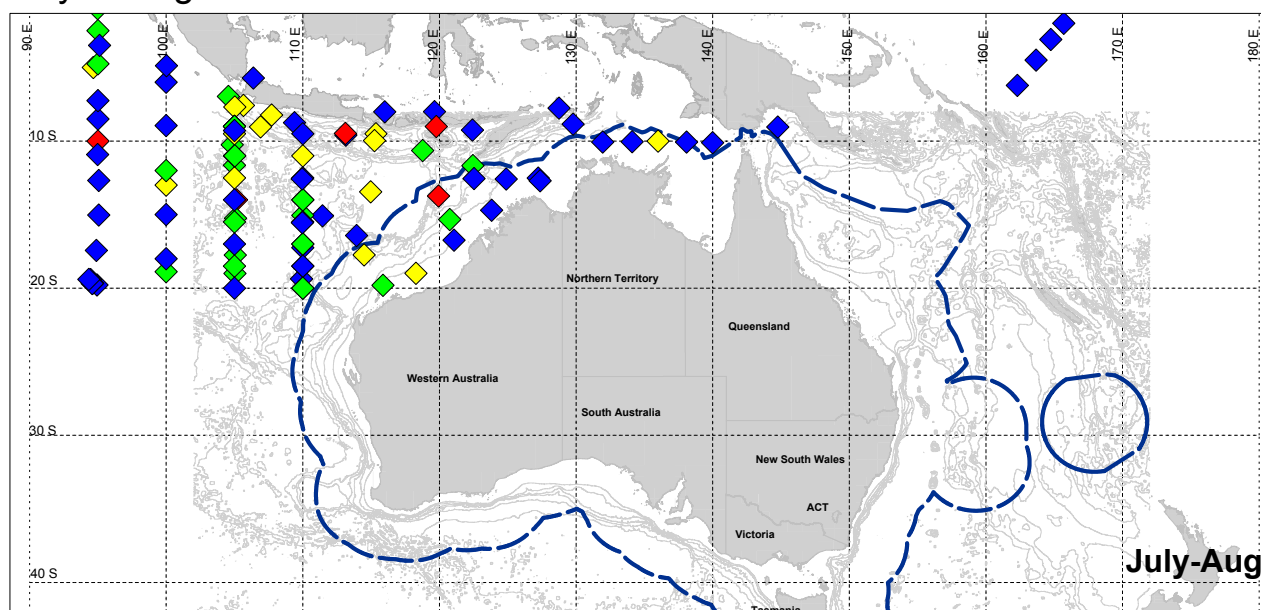 90 E
100 E
110 E
120 E
130 E
140 E
150 E
160 E
170 E
180 E
10 S
20 S
30 S
40 S
Northern Territory
Queensland
Western Australia
South Australia
New South Wales
ACT
Victoria
July-Aug
Tasmania